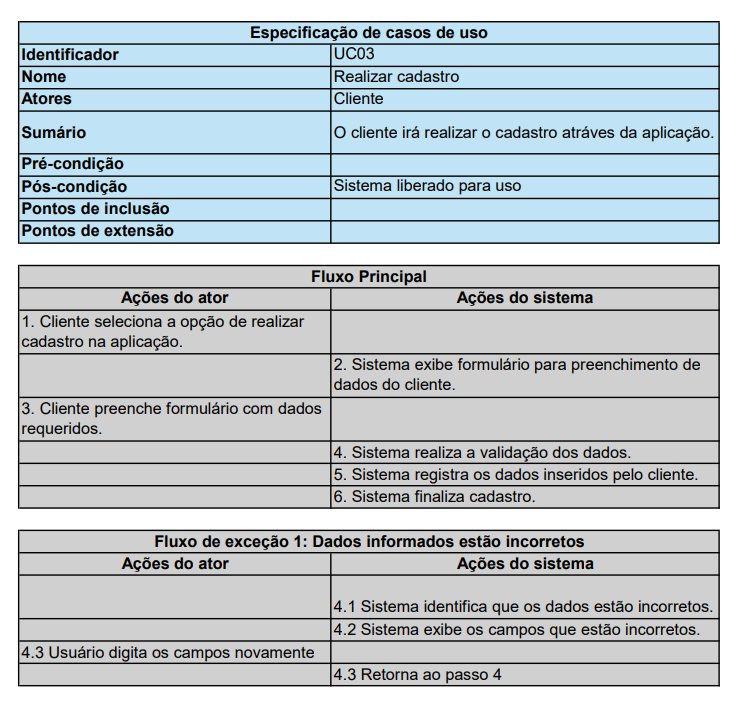 Especificação de casos de uso
Identificador UC03
Nome Realizar cadastro
Atores Cliente
Sumário O cliente irá realizar o cadastro atráves da aplicação.
Pré-condição
Pós-condição Sistema liberado para uso
Pontos de inclusão
Pontos de extensão
Fluxo Principal
Ações do ator Ações do sistema
1. Cliente seleciona a opção de realizar
cadastro na aplicação.
2. Sistema exibe formulário para preenchimento de
dados do cliente.
3. Cliente preenche formulário com dados
requeridos.
4. Sistema realiza a validação dos dados.
5. Sistema registra os dados inseridos pelo cliente.
6. Sistema finaliza cadastro.
Fluxo de exceção 1: Dados informados estão incorretos
Ações do ator Ações do sistema
4.1 Sistema identifica que os dados estão incorretos.
4.2 Sistema exibe os campos que estão incorretos.
4.3 Usuário digita os campos novamente
4.3 Retorna ao passo 4